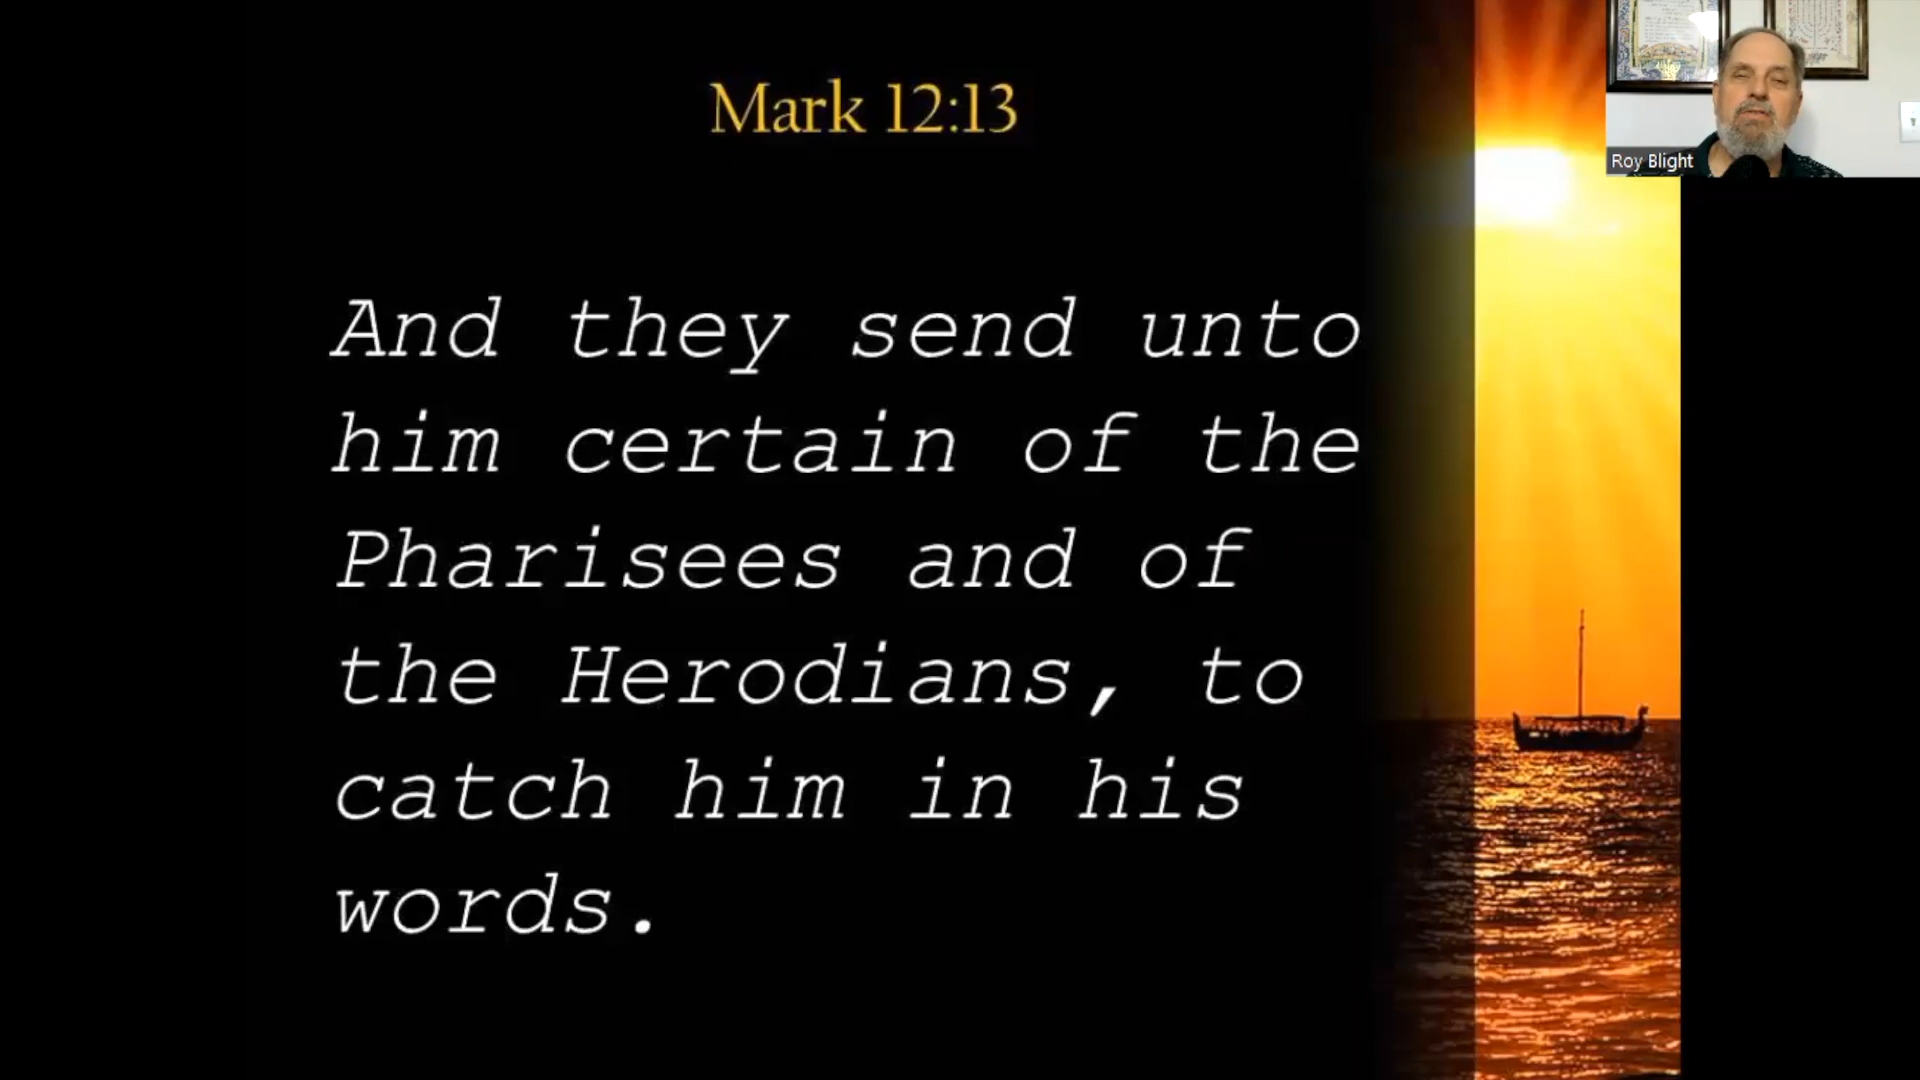 Mark 12:13
And they send unto
him certain of the
Pharisees and of
the Herodians, to
catch him in his
words.
Roy Blight